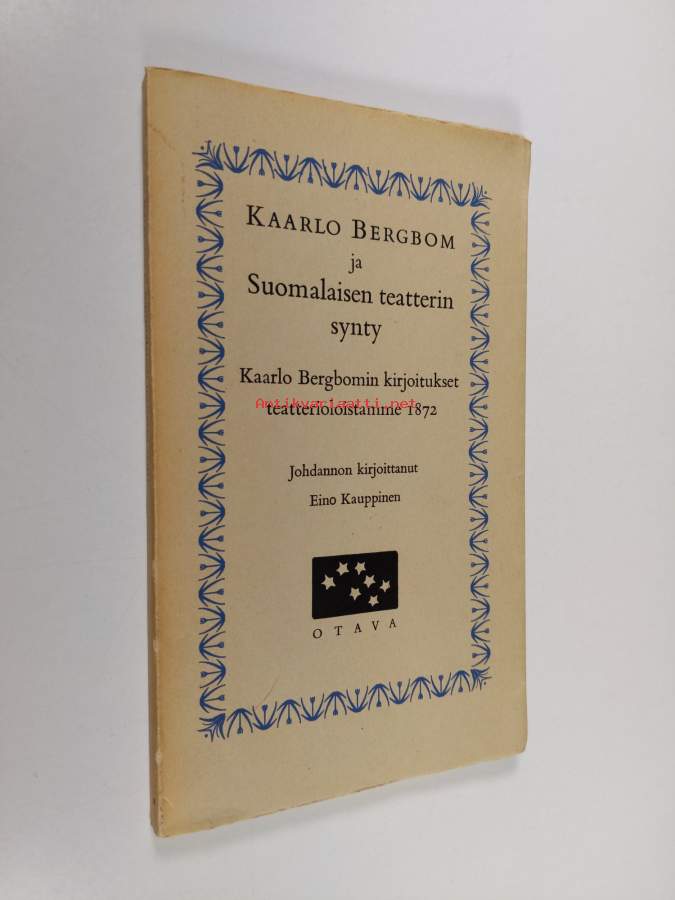 KAARLO BERGBOM
ja
Suomalaisen teatterin
synty
Kaarlo Bergbomin kirjoitukset
teatterioloistamme 1872
Antikvariaatti.net
Johdannon kirjoittanut
Eino Kauppinen
OTAVA